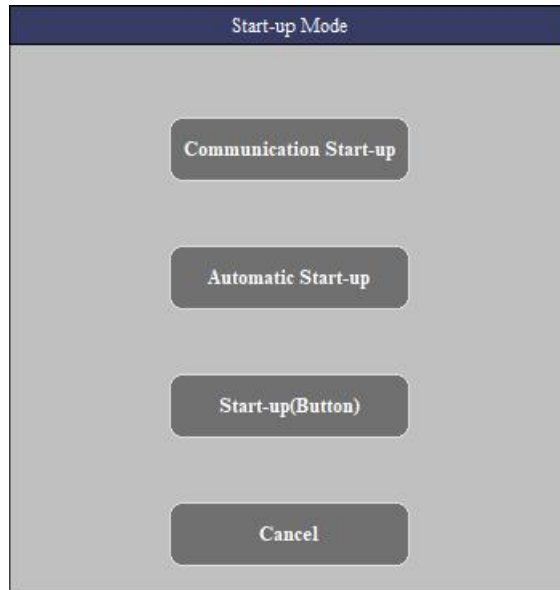 Start-up Mode
Communication Start-up
Automatic Start-up
Start-up(Button)
Cancel